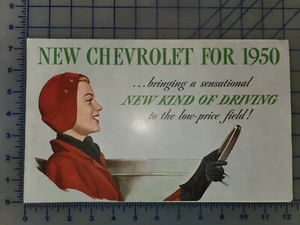 NEW CHEVROLET FOR 1950
...bringing a sensational
NEW KIND OF DRIVING
to the low-price field!